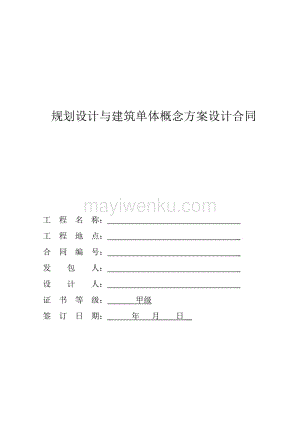 规划设计与建筑单体概念方案设计合同
mayiwenku.com
工 程 名 称：
工 程 地 点：
合 同 编 号：
发 包 人：
设 计 人：
证 书 等 级： 甲级
签 订 日 期： 年 月 日